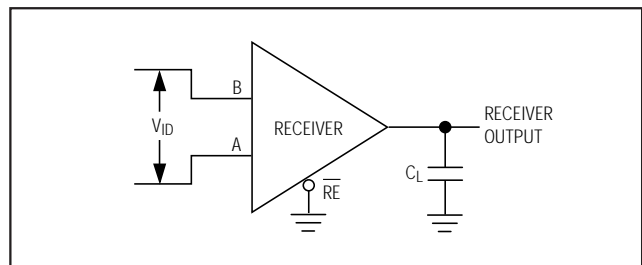 B
V_ID
A
RECEIVER
RE̅
RECEIVER
OUTPUT
C_L